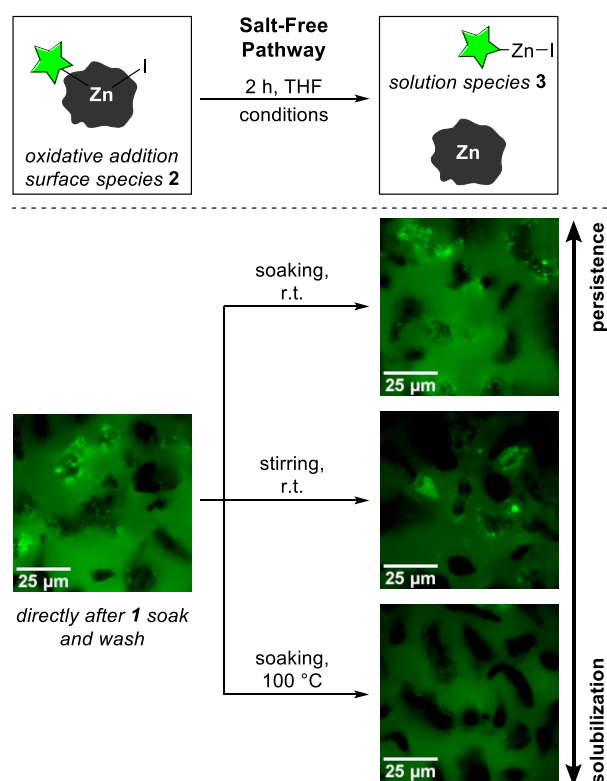 Salt-Free
Pathway
I
Zn
2 h, THF
conditions
oxidative addition
surface species 2
Zn–I
solution species 3
Zn
persistence
soaking,
r.t.
25 µm
stirring,
r.t.
25 µm
25 µm
directly after 1 soak
and wash
soaking,
100 °C
25 µm
solubilization